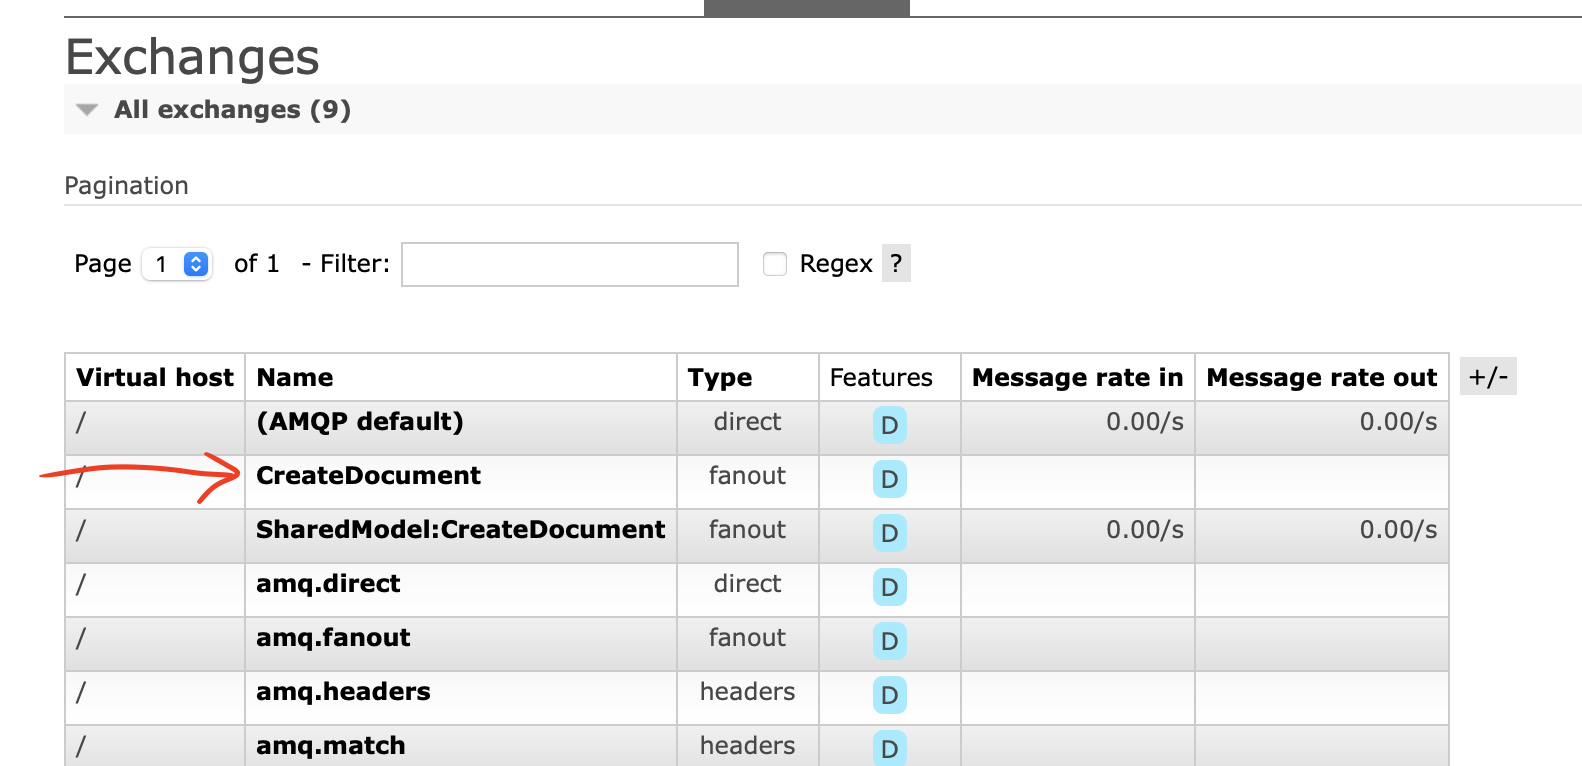 Exchanges
All exchanges (9)
Pagination
Page 1 of 1 - Filter: Regex ?
Virtual host Name Type Features Message rate in Message rate out +/-
/ (AMQP default) direct D 0.00/s 0.00/s
/ CreateDocument fanout D
/ SharedModel:CreateDocument fanout D 0.00/s 0.00/s
/ amq.direct direct D
/ amq.fanout fanout D
/ amq.headers headers D
/ amq.match headers D